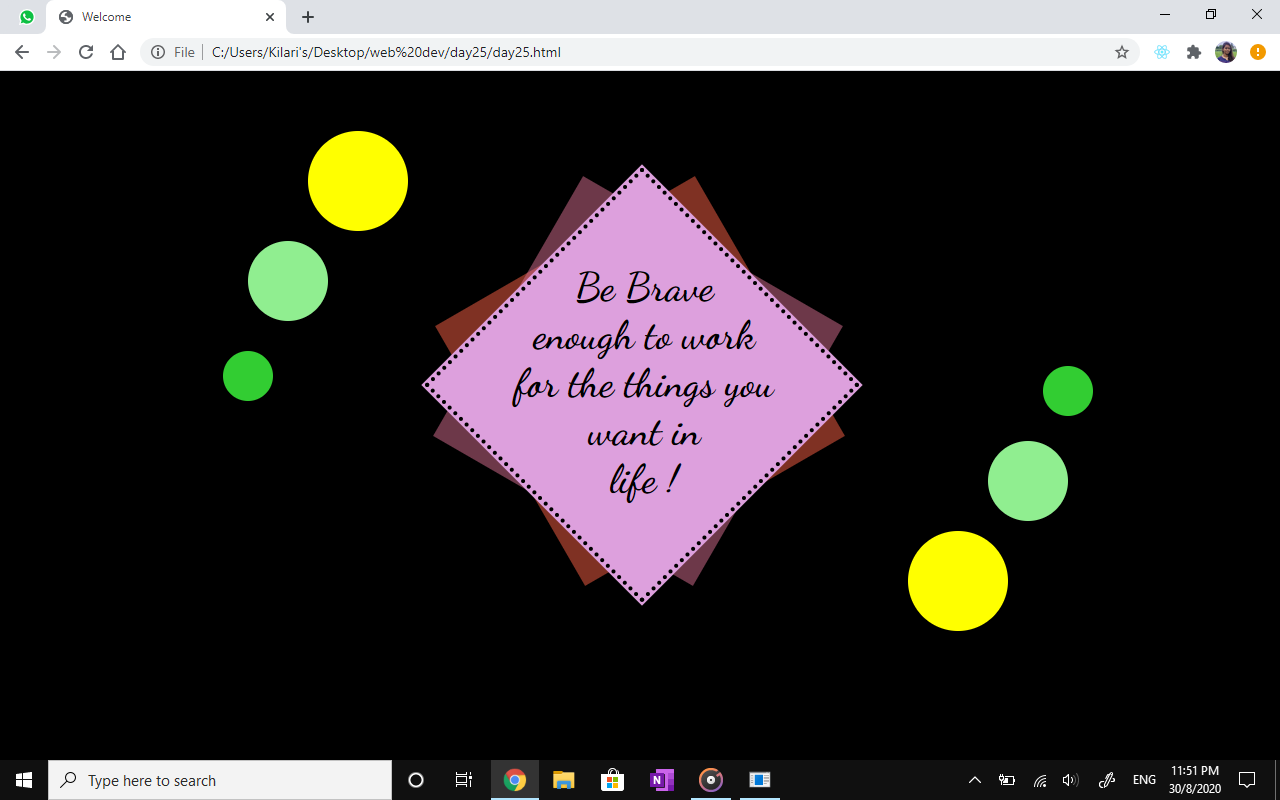 Welcome
File
C:/Users/Kilari's/Desktop/web%20dev/day25/day25.html
Be Brave
enough to work
for the things you
want in
life !
Type here to search
ENG
11:51 PM
30/8/2020